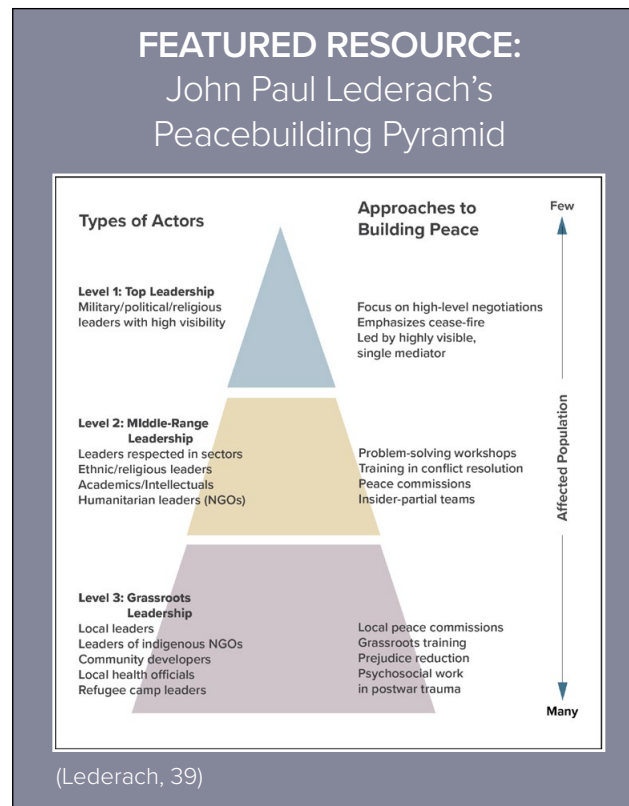 FEATURED RESOURCE:
John Paul Lederach’s
Peacebuilding Pyramid
Types of Actors
Approaches to
Building Peace
Few
Level 1: Top Leadership
Military/political/religious
leaders with high visibility
Focus on high-level negotiations
Emphasizes cease-fire
Led by highly visible,
single mediator
Level 2: MIddle-Range
Leadership
Leaders respected in sectors
Ethnic/religious leaders
Academics/Intellectuals
Humanitarian leaders (NGOs)
Problem-solving workshops
Training in conflict resolution
Peace commissions
Insider-partial teams
Affected Population
Level 3: Grassroots
Leadership
Local leaders
Leaders of indigenous NGOs
Community developers
Local health officials
Refugee camp leaders
Local peace commissions
Grassroots training
Prejudice reduction
Psychosocial work
in postwar trauma
Many
(Lederach, 39)